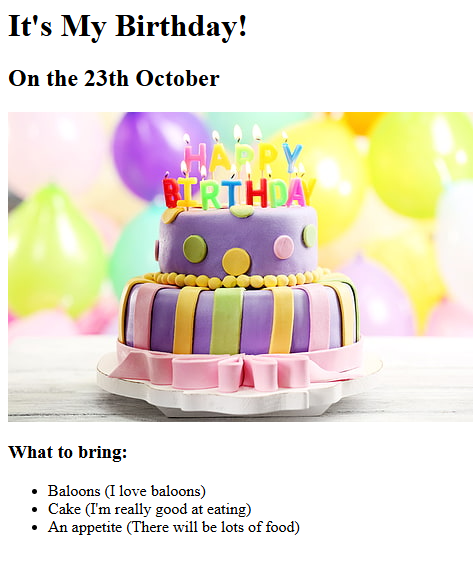 It's My Birthday!
On the 23th October
HAPPY
BIRTHDAY
What to bring:
Baloons (I love baloons)
Cake (I'm really good at eating)
An appetite (There will be lots of food)